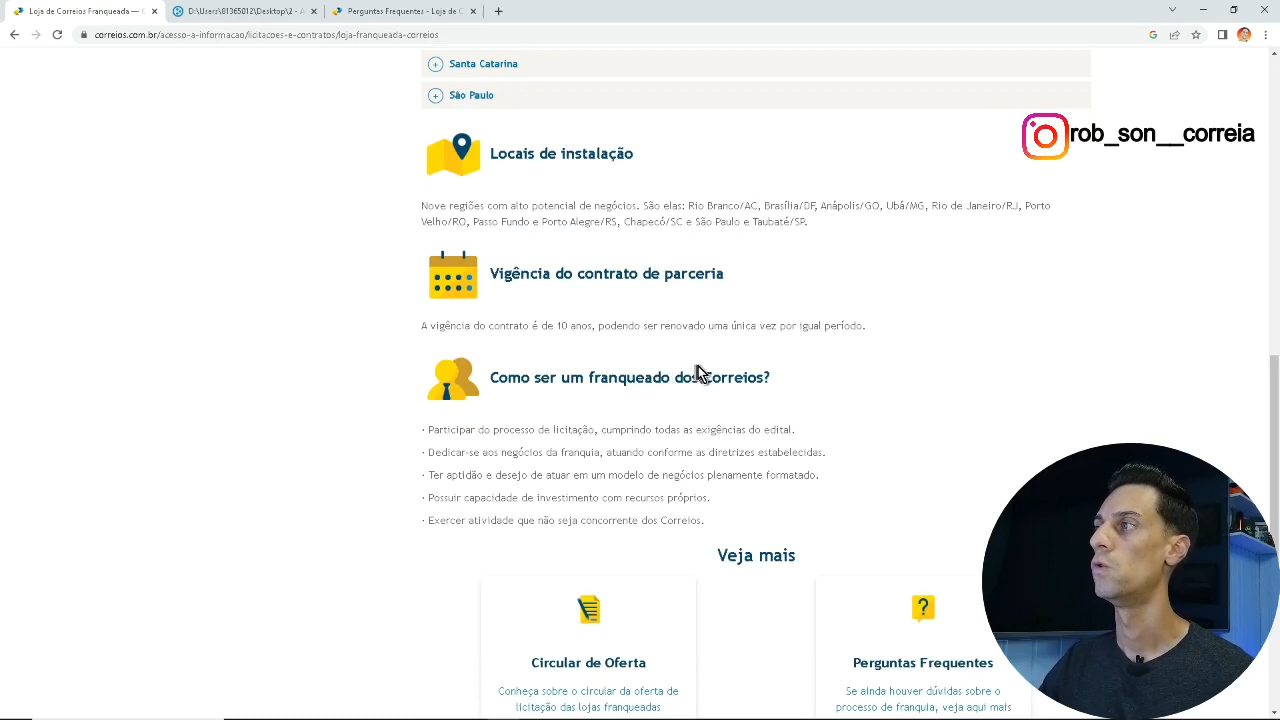 Loja de Correios Franqueada — C
D:\Users\81365012\Desktop\2 - A
Perguntas Frequentes - Loja de C
correios.com.br/acesso-a-informacao/licitacoes-e-contratos/loja-franqueada-correios
Santa Catarina
São Paulo
rob_son__correia
Locais de instalação
Nove regiões com alto potencial de negócios. São elas: Rio Branco/AC, Brasília/DF, Anápolis/GO, Ubá/MG, Rio de Janeiro/RJ, Porto
Velho/RO, Passo Fundo e Porto Alegre/RS, Chapecó/SC e São Paulo e Taubaté/SP.
Vigência do contrato de parceria
A vigência do contrato é de 10 anos, podendo ser renovado uma única vez por igual período.
Como ser um franqueado dos Correios?
· Participar do processo de licitação, cumprindo todas as exigências do edital.
· Dedicar-se aos negócios da franquia, atuando conforme as diretrizes estabelecidas.
· Ter aptidão e desejo de atuar em um modelo de negócios plenamente formatado.
· Possuir capacidade de investimento com recursos próprios.
· Exercer atividade que não seja concorrente dos Correios.
Veja mais
Circular de Oferta
Conheça sobre o circular da oferta de
licitação das lojas franqueadas
Perguntas Frequentes
Se ainda houver dúvidas sobre o
processo de franquia, veja aqui mais